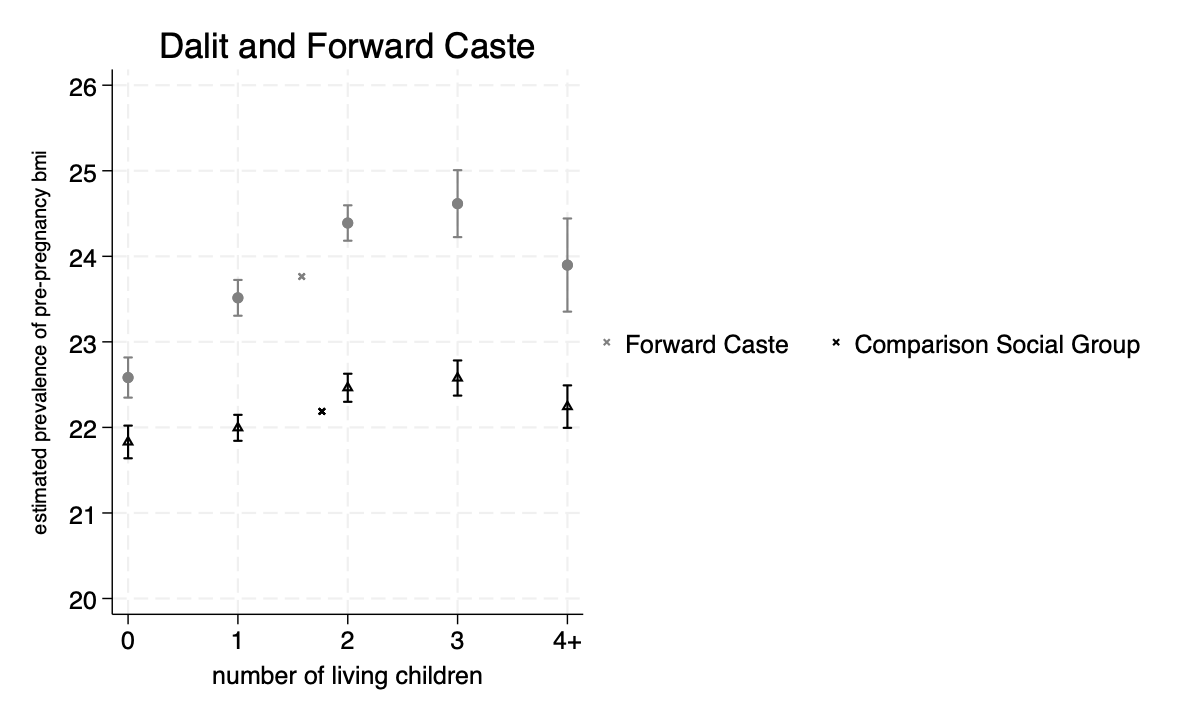 Dalit and Forward Caste
estimated prevalence of pre-pregnancy bmi
26
25
24
23
22
21
20
0 1 2 3 4+
number of living children
Forward Caste Comparison Social Group